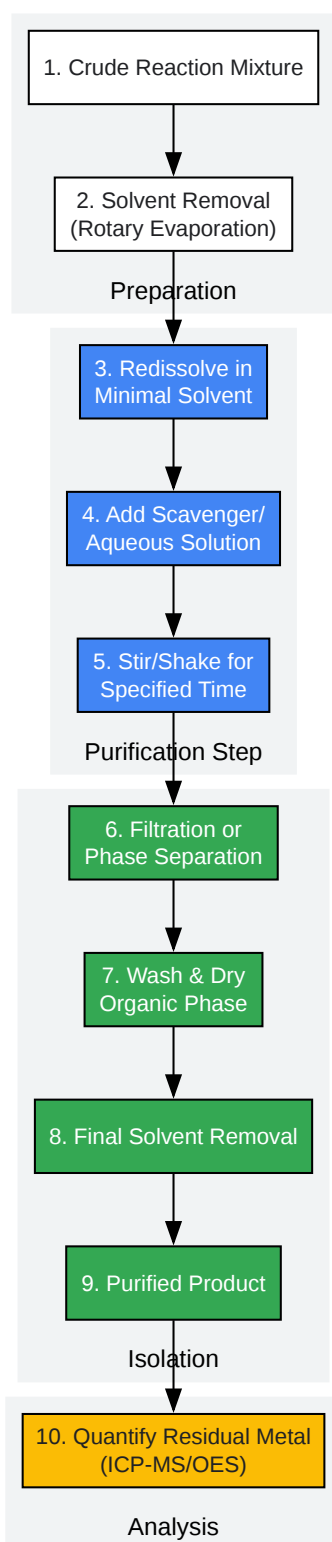 1. Crude Reaction Mixture
2. Solvent Removal
(Rotary Evaporation)
Preparation
3. Redissolve in
Minimal Solvent
4. Add Scavenger/
Aqueous Solution
5. Stir/Shake for
Specified Time
Purification Step
6. Filtration or
Phase Separation
7. Wash & Dry
Organic Phase
8. Final Solvent Removal
9. Purified Product
Isolation
10. Quantify Residual Metal
(ICP-MS/OES)
Analysis